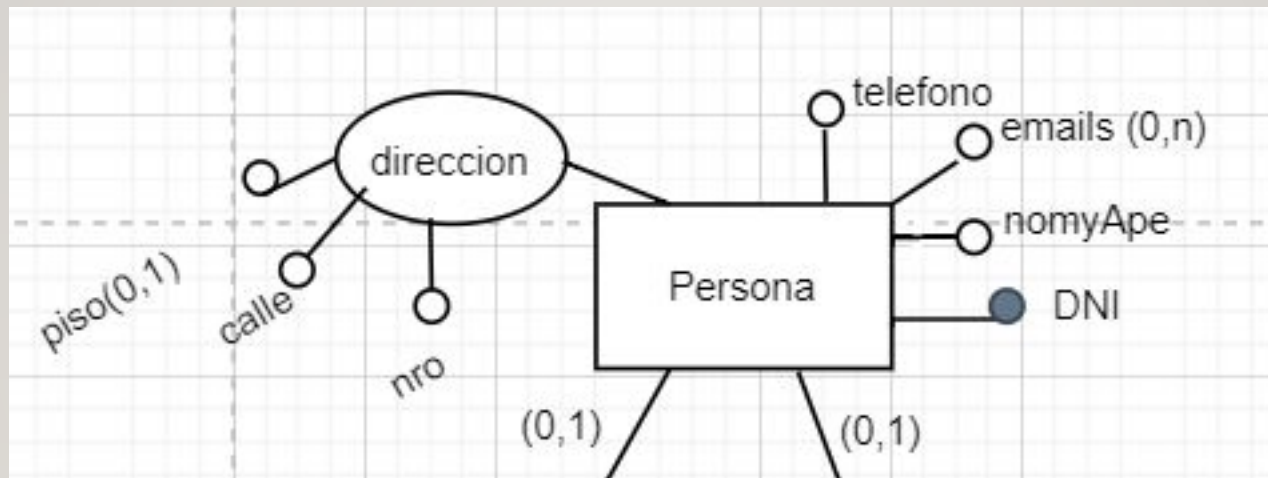 telefono
emails (0,n)
direccion
nomyApe
Persona
DNI
piso(0,1)
calle
nro
(0,1)
(0,1)